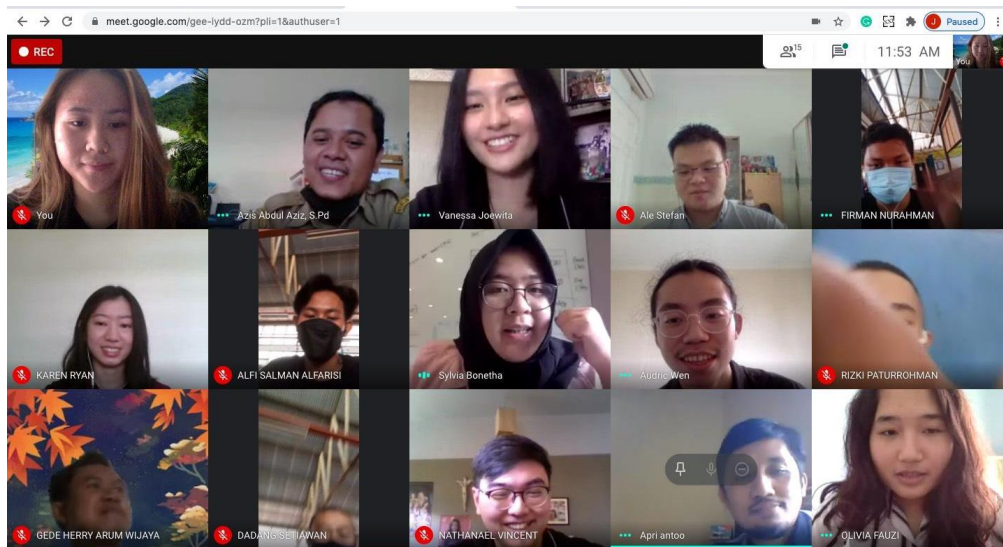 meet.google.com/gee-iydd-ozm?pli=1&authuser=1
J Paused
REC
15
11:53 AM
You
You
Azis Abdul Aziz, S.Pd
Vanessa Joewita
Ale Stefan
FIRMAN NURAHMAN
KAREN RYAN
ALFI SALMAN ALFARISI
Sylvia Bonetha
Audric Wen
RIZKI PATURROHMAN
GEDE HERRY ARUM WIJAYA
DADANG SETIAWAN
NATHANAEL VINCENT
Apri antoo
OLIVIA FAUZI